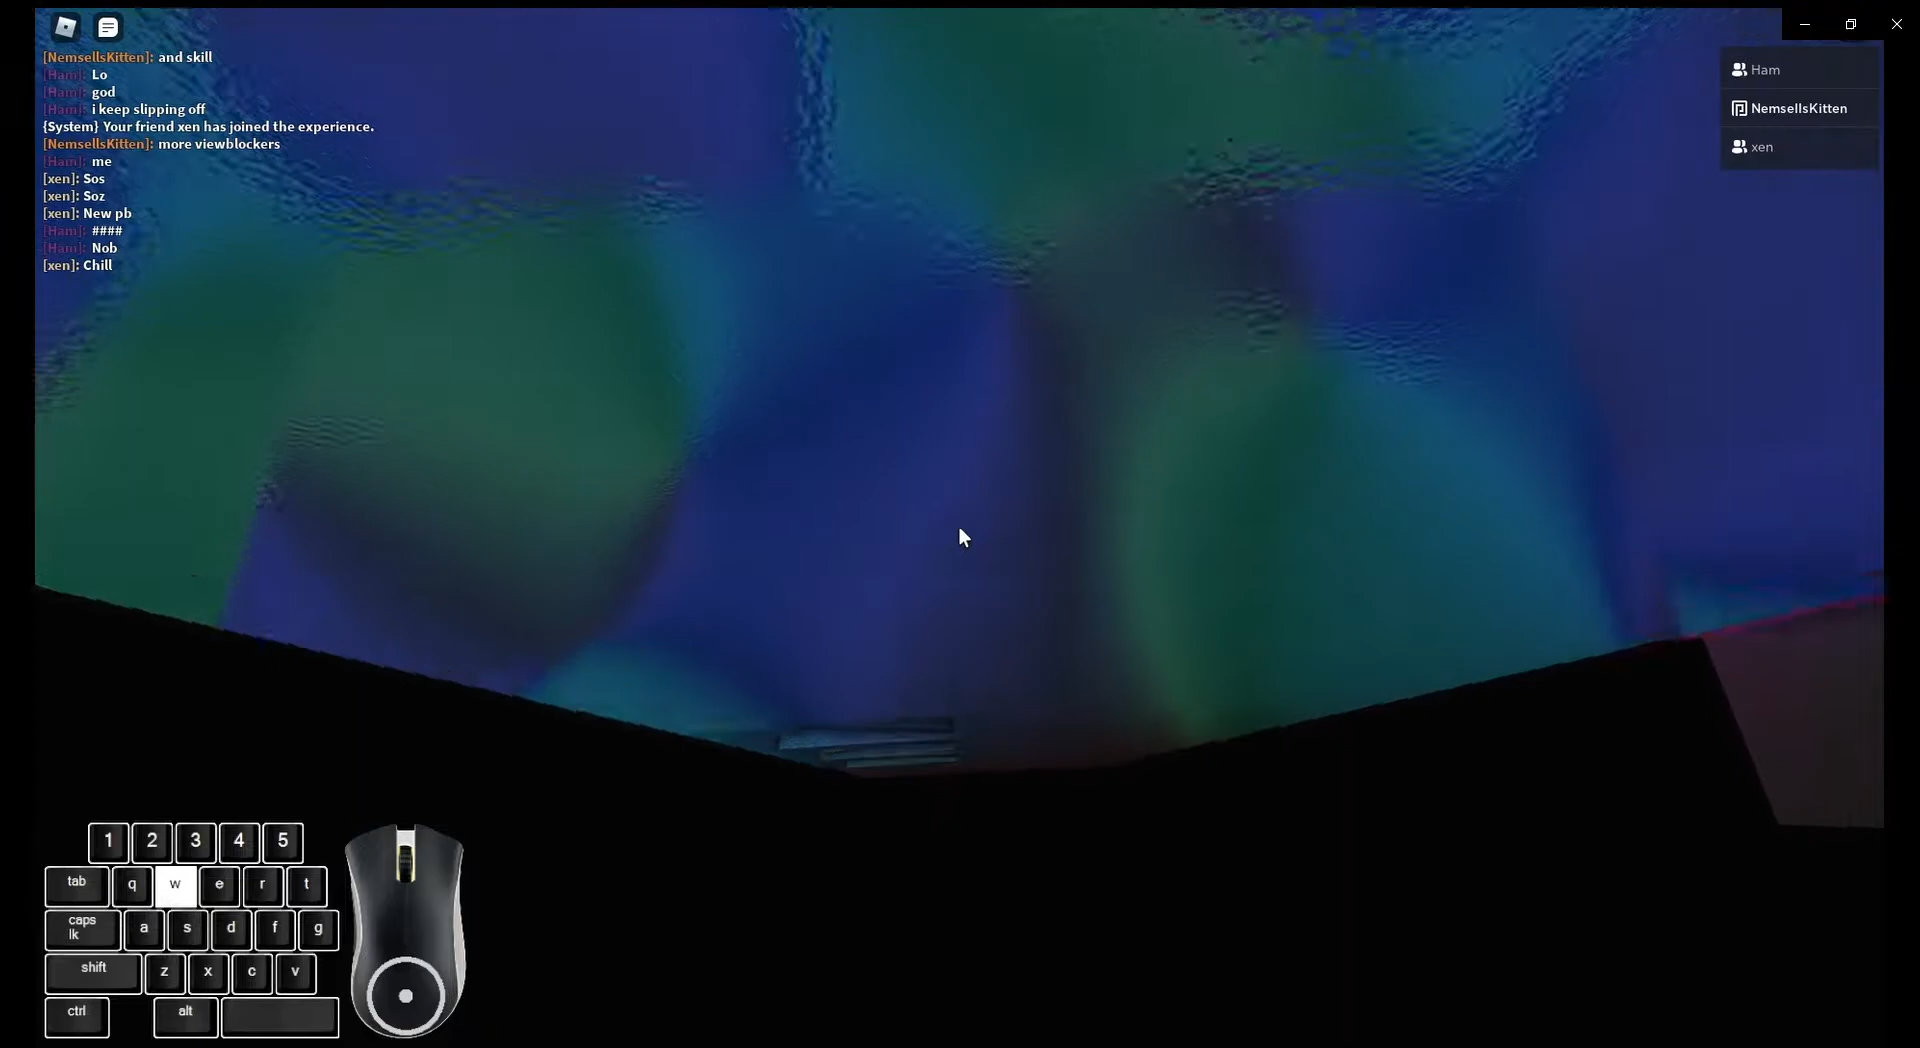 [NemsellsKitten]: and skill
[Ham]: Lo
[Ham]: god
[Ham]: i keep slipping off
{System} Your friend xen has joined the experience.
[NemsellsKitten]: more viewblockers
[Ham]: me
[xen]: Sos
[xen]: Soz
[xen]: New pb
[Ham]: ####
[Ham]: Nob
[xen]: Chill
Ham
NemsellsKitten
xen
1 2 3 4 5
tab q w e r t
caps lk a s d f g
shift z x c v
ctrl alt